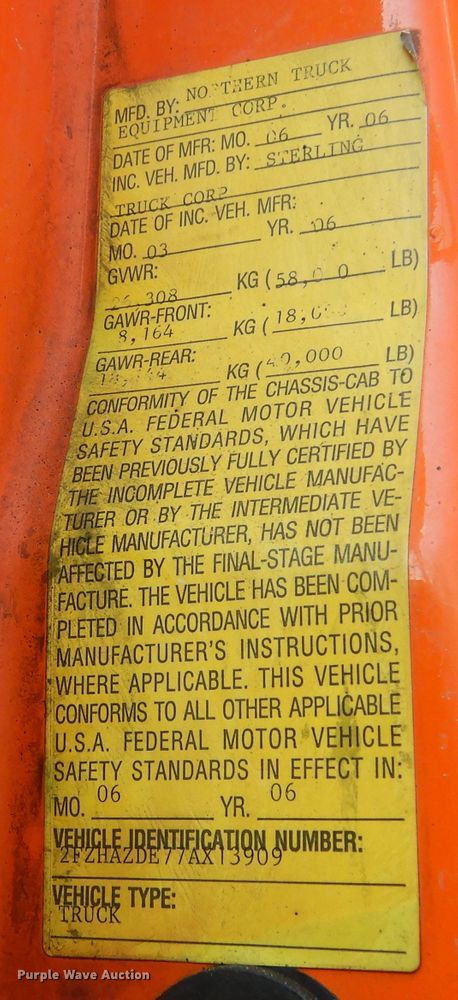 MFD. BY: NORTHERN TRUCK
EQUIPMENT CORP.
DATE OF MFR: MO. 06 YR. 06
INC. VEH. MFD. BY: STERLING
TRUCK CORP
DATE OF INC. VEH. MFR:
MO. 03 YR. 06
GVWR:
KG ( LB)
GAWR-FRONT:
8,164 KG ( LB)
GAWR-REAR:
KG ( LB)
CONFORMITY OF THE CHASSIS-CAB TO
U.S.A. FEDERAL MOTOR VEHICLE
SAFETY STANDARDS, WHICH HAVE
BEEN PREVIOUSLY FULLY CERTIFIED BY
THE INCOMPLETE VEHICLE MANUFAC-
TURER OR BY THE INTERMEDIATE VE-
HICLE MANUFACTURER, HAS NOT BEEN
AFFECTED BY THE FINAL-STAGE MANU-
FACTURE. THE VEHICLE HAS BEEN COM-
PLETED IN ACCORDANCE WITH PRIOR
MANUFACTURER'S INSTRUCTIONS,
WHERE APPLICABLE. THIS VEHICLE
CONFORMS TO ALL OTHER APPLICABLE
U.S.A. FEDERAL MOTOR VEHICLE
SAFETY STANDARDS IN EFFECT IN:
MO. 06 YR. 06
VEHICLE IDENTIFICATION NUMBER:
2FZHAZDE77AX13909
VEHICLE TYPE:
TRUCK
Purple Wave Auction